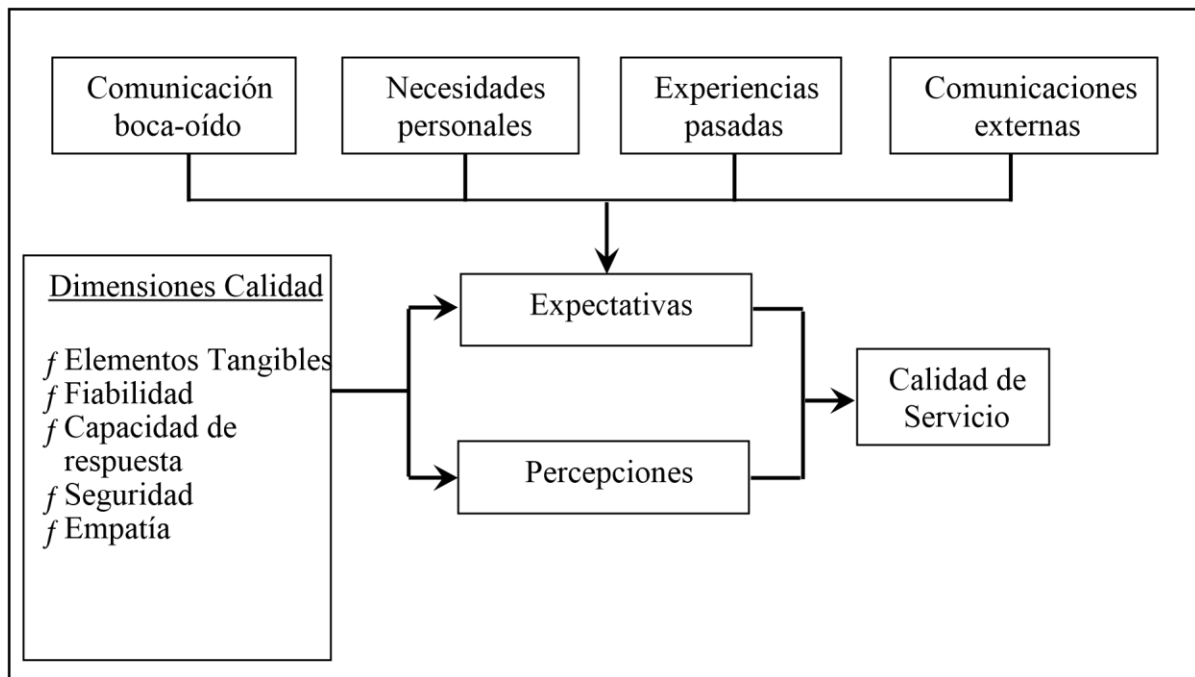 Comunicación
boca-oído
Necesidades
personales
Experiencias
pasadas
Comunicaciones
externas
Dimensiones Calidad
ƒ Elementos Tangibles
ƒ Fiabilidad
ƒ Capacidad de
respuesta
ƒ Seguridad
ƒ Empatía
Expectativas
Percepciones
Calidad de
Servicio